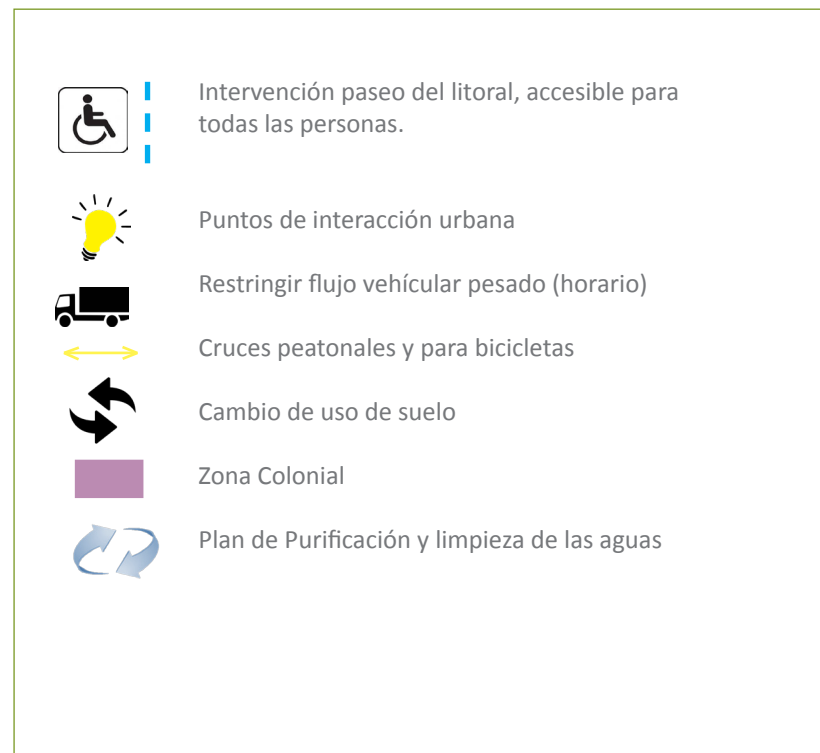 Intervención paseo del litoral, accesible para
todas las personas.
Puntos de interacción urbana
Restringir flujo vehícular pesado (horario)
Cruces peatonales y para bicicletas
Cambio de uso de suelo
Zona Colonial
Plan de Purificación y limpieza de las aguas